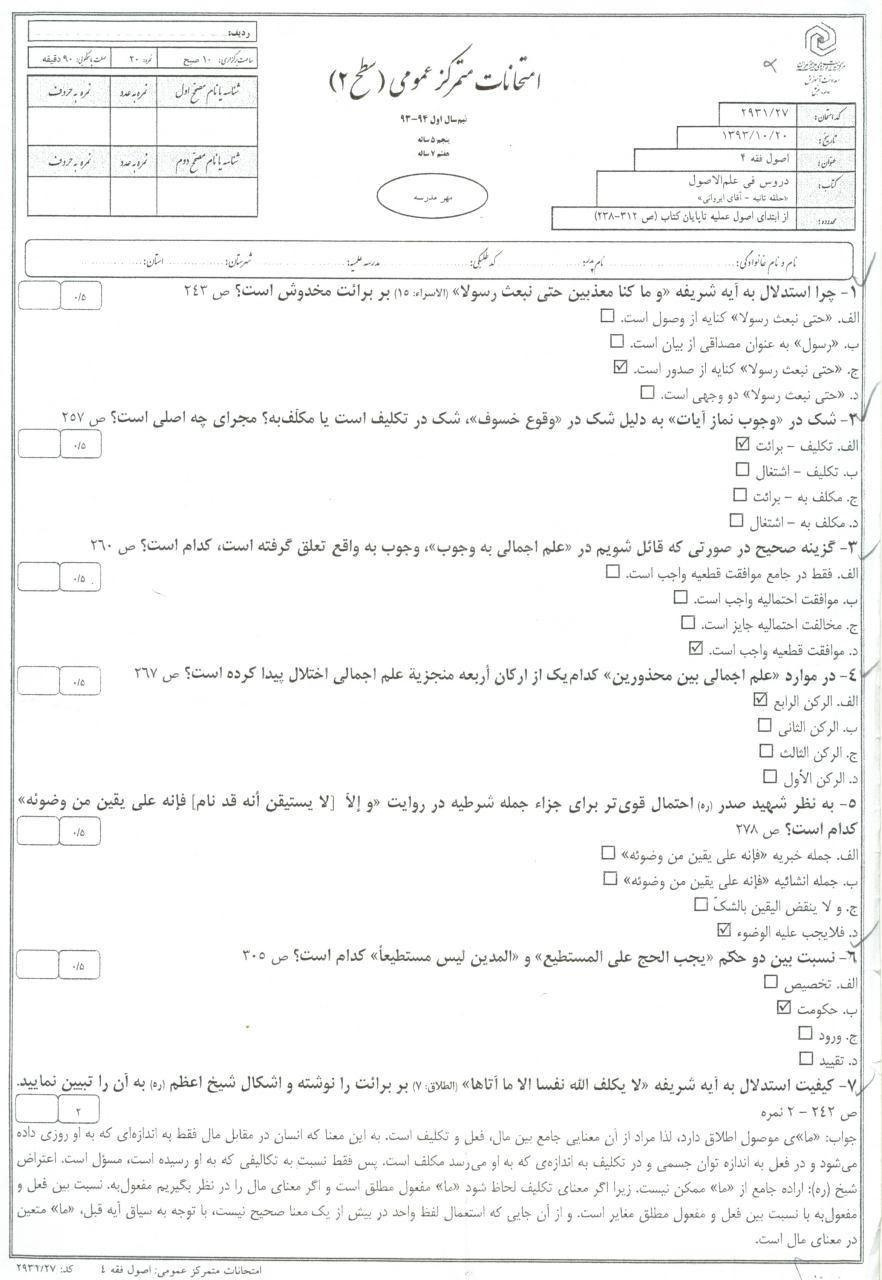 ردیف:
ساعت برگزاری: ۱۰ صبح
نمره: ۲۰
مهلت پاسخگویی: ۹۰ دقیقه
شناسه یا نام مصحح اول
نمره به عدد
نمره به حروف
شناسه یا نام مصحح دوم
نمره به عدد
نمره به حروف
امتحانات متمرکز عمومی (سطح ۲)
نیم سال اول ۹۴-۹۳
پنجم ۵ ساله
هفتم ۷ ساله
مهر مدرسه
کد امتحان: ۲۹۳۱/۲۷
تاریخ: ۱۳۹۳/۱۰/۲۰
عنوان: اصول فقه ۴
کتاب: دروس فی علم‌الاصول
«حلقه ثانیه - آقای ایروانی»
محدوده: از ابتدای اصول عملیه تا پایان کتاب (ص ۳۱۲-۲۳۸)
نام و نام خانوادگی: نام پدر: کد طلبگی: مدرسه علمیه: شهرستان: استان:
۱- چرا استدلال به آیه شریفه «و ما کنا معذبین حتی نبعث رسولا» (الاسراء: ۱۵) بر برائت مخدوش است؟ ص ۲۴۳
۰/۵
الف. «حتی نبعث رسولا» کنایه از وصول است. ☐
ب. «رسول» به عنوان مصداقی از بیان است. ☐
ج. «حتی نبعث رسولا» کنایه از صدور است. ☑
د. «حتی نبعث رسولا» دو وجهی است. ☐
۲- شک در «وجوب نماز آیات» به دلیل شک در «وقوع خسوف»، شک در تکلیف است یا مکلف‌به؟ مجرای چه اصلی است؟ ص ۲۵۷
۰/۵
الف. تکلیف - برائت ☑
ب. تکلیف - اشتغال ☐
ج. مکلف به - برائت ☐
د. مکلف به - اشتغال ☐
۳- گزینه صحیح در صورتی که قائل شویم در «علم اجمالی به وجوب»، وجوب به واقع تعلق گرفته است، کدام است؟ ص ۲۶۰
۰/۵
الف. فقط در جامع موافقت قطعیه واجب است. ☐
ب. موافقت احتمالیه واجب است. ☐
ج. مخالفت احتمالیه جایز است. ☐
د. موافقت قطعیه واجب است. ☑
۴- در موارد «علم اجمالی بین محذورین» کدام‌یک از ارکان أربعه منجزیة علم اجمالی اختلال پیدا کرده است؟ ص ۲۶۷
۰/۵
الف. الرکن الرابع ☑
ب. الرکن الثانی ☐
ج. الرکن الثالث ☐
د. الرکن الأول ☐
۵- به نظر شهید صدر (ره) احتمال قوی‌تر برای جزاء جمله شرطیه در روایت «و إلاّ [لا یستیقن أنه قد نام] فإنه علی یقین من وضوئه»
کدام است؟ ص ۲۷۸
۰/۵
الف. جمله خبریه «فإنه علی یقین من وضوئه» ☐
ب. جمله انشائیه «فإنه علی یقین من وضوئه» ☐
ج. و لا ینقض الیقین بالشکّ ☐
د. فلایجب علیه الوضوء ☑
۶- نسبت بین دو حکم «یجب الحج علی المستطیع» و «المدین لیس مستطیعاً» کدام است؟ ص ۳۰۵
۰/۵
الف. تخصیص ☐
ب. حکومت ☑
ج. ورود ☐
د. تقیید ☐
۷- کیفیت استدلال به آیه شریفه «لا یکلف الله نفسا الا ما آتاها» (الطلاق: ۷) بر برائت را نوشته و اشکال شیخ اعظم (ره) به آن را تبیین نمایید.
ص ۲۴۲ - ۲ نمره
۲
جواب: «ما»ی موصول اطلاق دارد، لذا مراد از آن معنایی جامع بین مال، فعل و تکلیف است. به این معنا که انسان در مقابل مال فقط به اندازه‌ای که به او روزی داده
می‌شود و در فعل به اندازه توان جسمی و در تکلیف به اندازه‌ی که به او می‌رسد مکلف است. پس فقط نسبت به تکالیفی که به او رسیده است، مسؤل است. اعتراض
شیخ (ره): اراده جامع از «ما» ممکن نیست. زیرا اگر معنای تکلیف لحاظ شود «ما» مفعول مطلق است و اگر معنای مال را در نظر بگیریم مفعول‌به. نسبت بین فعل و
مفعول‌به با نسبت بین فعل و مفعول مطلق مغایر است. و از آن جایی که استعمال لفظ واحد در بیش از یک معنا صحیح نیست، با توجه به سیاق آیه قبل، «ما» متعین
در معنای مال است.
امتحانات متمرکز عمومی: اصول فقه ۴ کد: ۲۹۳۱/۲۷